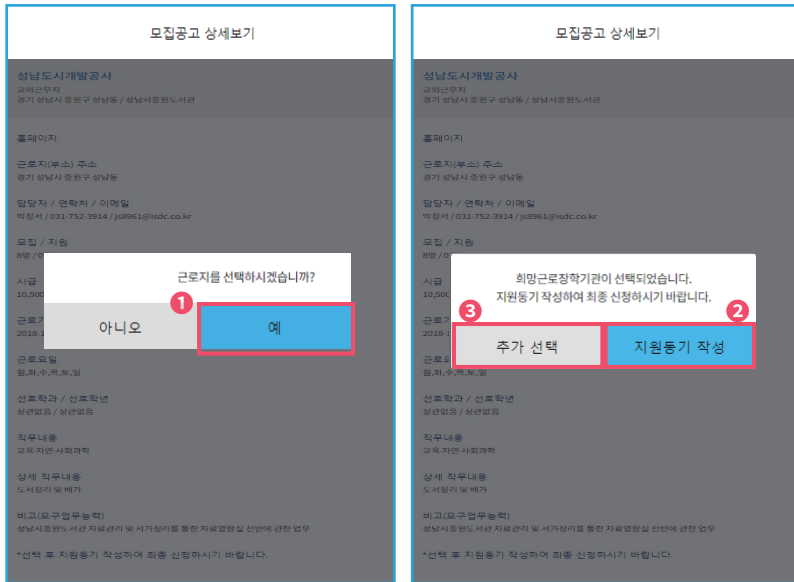 모집공고 상세보기
성남도시개발공사
교외근무지
경기 성남시 중원구 성남동 / 성남시중원도서관
홈페이지
근로지(부소) 주소
경기 성남시 중원구 성남동
담당자 / 연락처 / 이메일
/ 031-752-3914 / js8961@isdc.co.kr
모집 / 지원
8명 /
근로지를 선택하시겠습니까?
시급
1
10,500
아니오
예
근로
2018-1
근로요일
월,화,수,목,토,일
선호학과 / 선호학년
상관없음 / 상관없음
직무내용
교육·자연·사회과학
상세 직무내용
도서정리 및 배가
비고(요구업무능력)
성남시중원도서관 자료관리 및 서가정리를 통한 자료열람실 전반에 관한 업무
*선택 후 지원동기 작성하여 최종 신청하시기 바랍니다.
모집공고 상세보기
성남도시개발공사
교외근무지
경기 성남시 중원구 성남동 / 성남시중원도서관
홈페이지
근로지(부소) 주소
경기 성남시 중원구 성남동
담당자 / 연락처 / 이메일
/ 031-752-3914 / js8961@isdc.co.kr
모집 / 지원
8명 /
희망근로장학기관이 선택되었습니다.
지원동기 작성하여 최종 신청하시기 바랍니다.
시급
10,500
3
2
추가 선택
지원동기 작성
근로
2018-1
근로
월,화,수,목,토,일
선호학과 / 선호학년
상관없음 / 상관없음
직무내용
교육·자연·사회과학
상세 직무내용
도서정리 및 배가
비고(요구업무능력)
성남시중원도서관 자료관리 및 서가정리를 통한 자료열람실 전반에 관한 업무
*선택 후 지원동기 작성하여 최종 신청하시기 바랍니다.